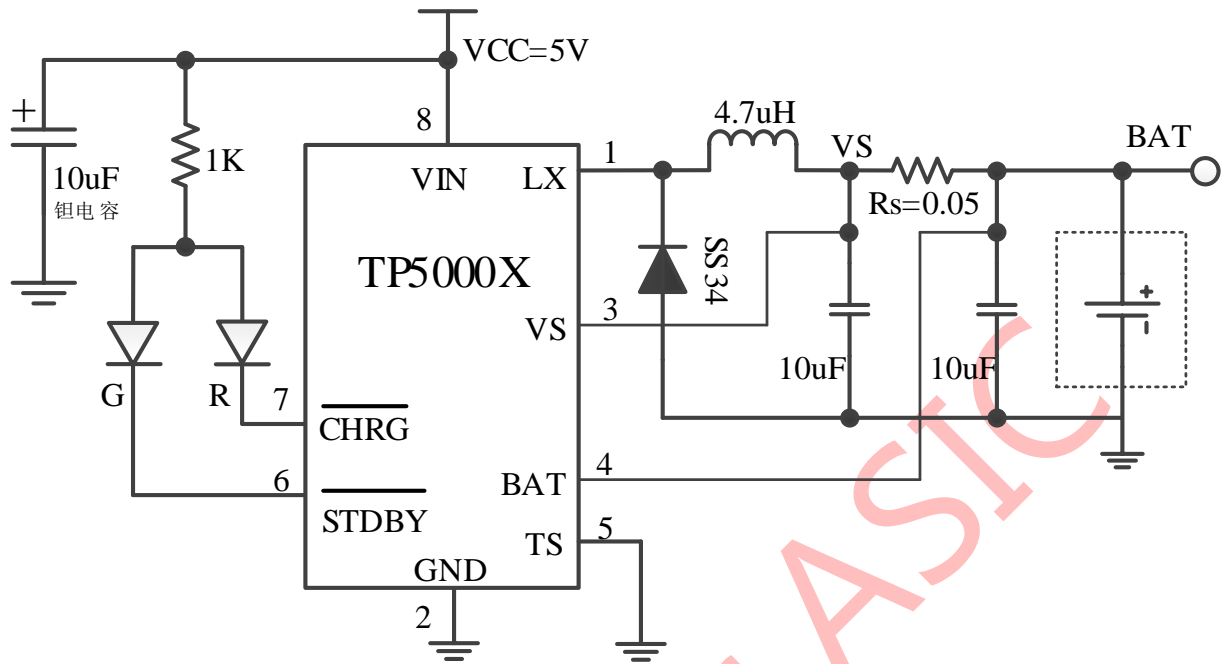 VCC=5V
+
8
4.7uH
BAT
1K
1
VS
10uF
钽电容
VIN
LX
Rs=0.05
TP5000X
SS34
3
VS
+
10uF
10uF
G
R
7
CHRG
4
6
BAT
STDBY
5
TS
GND
2
ASIC